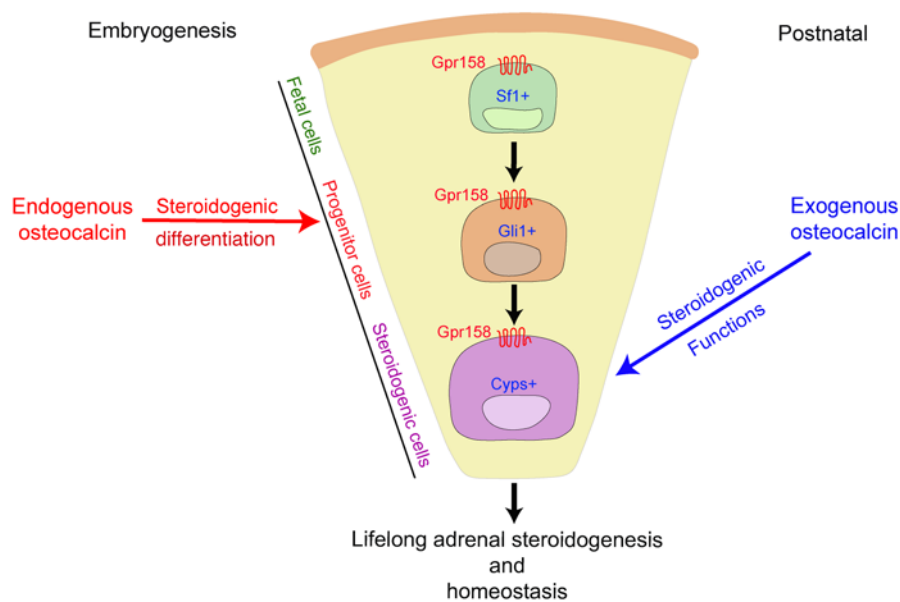 Embryogenesis
Postnatal
Gpr158
Sf1+
Fetal cells
Gpr158
Gli1+
Progenitor cells
Endogenous
osteocalcin
Steroidogenic
differentiation
Exogenous
osteocalcin
Steroidogenic
Functions
Gpr158
Cyps+
Steroidogenic cells
Lifelong adrenal steroidogenesis
and
homeostasis